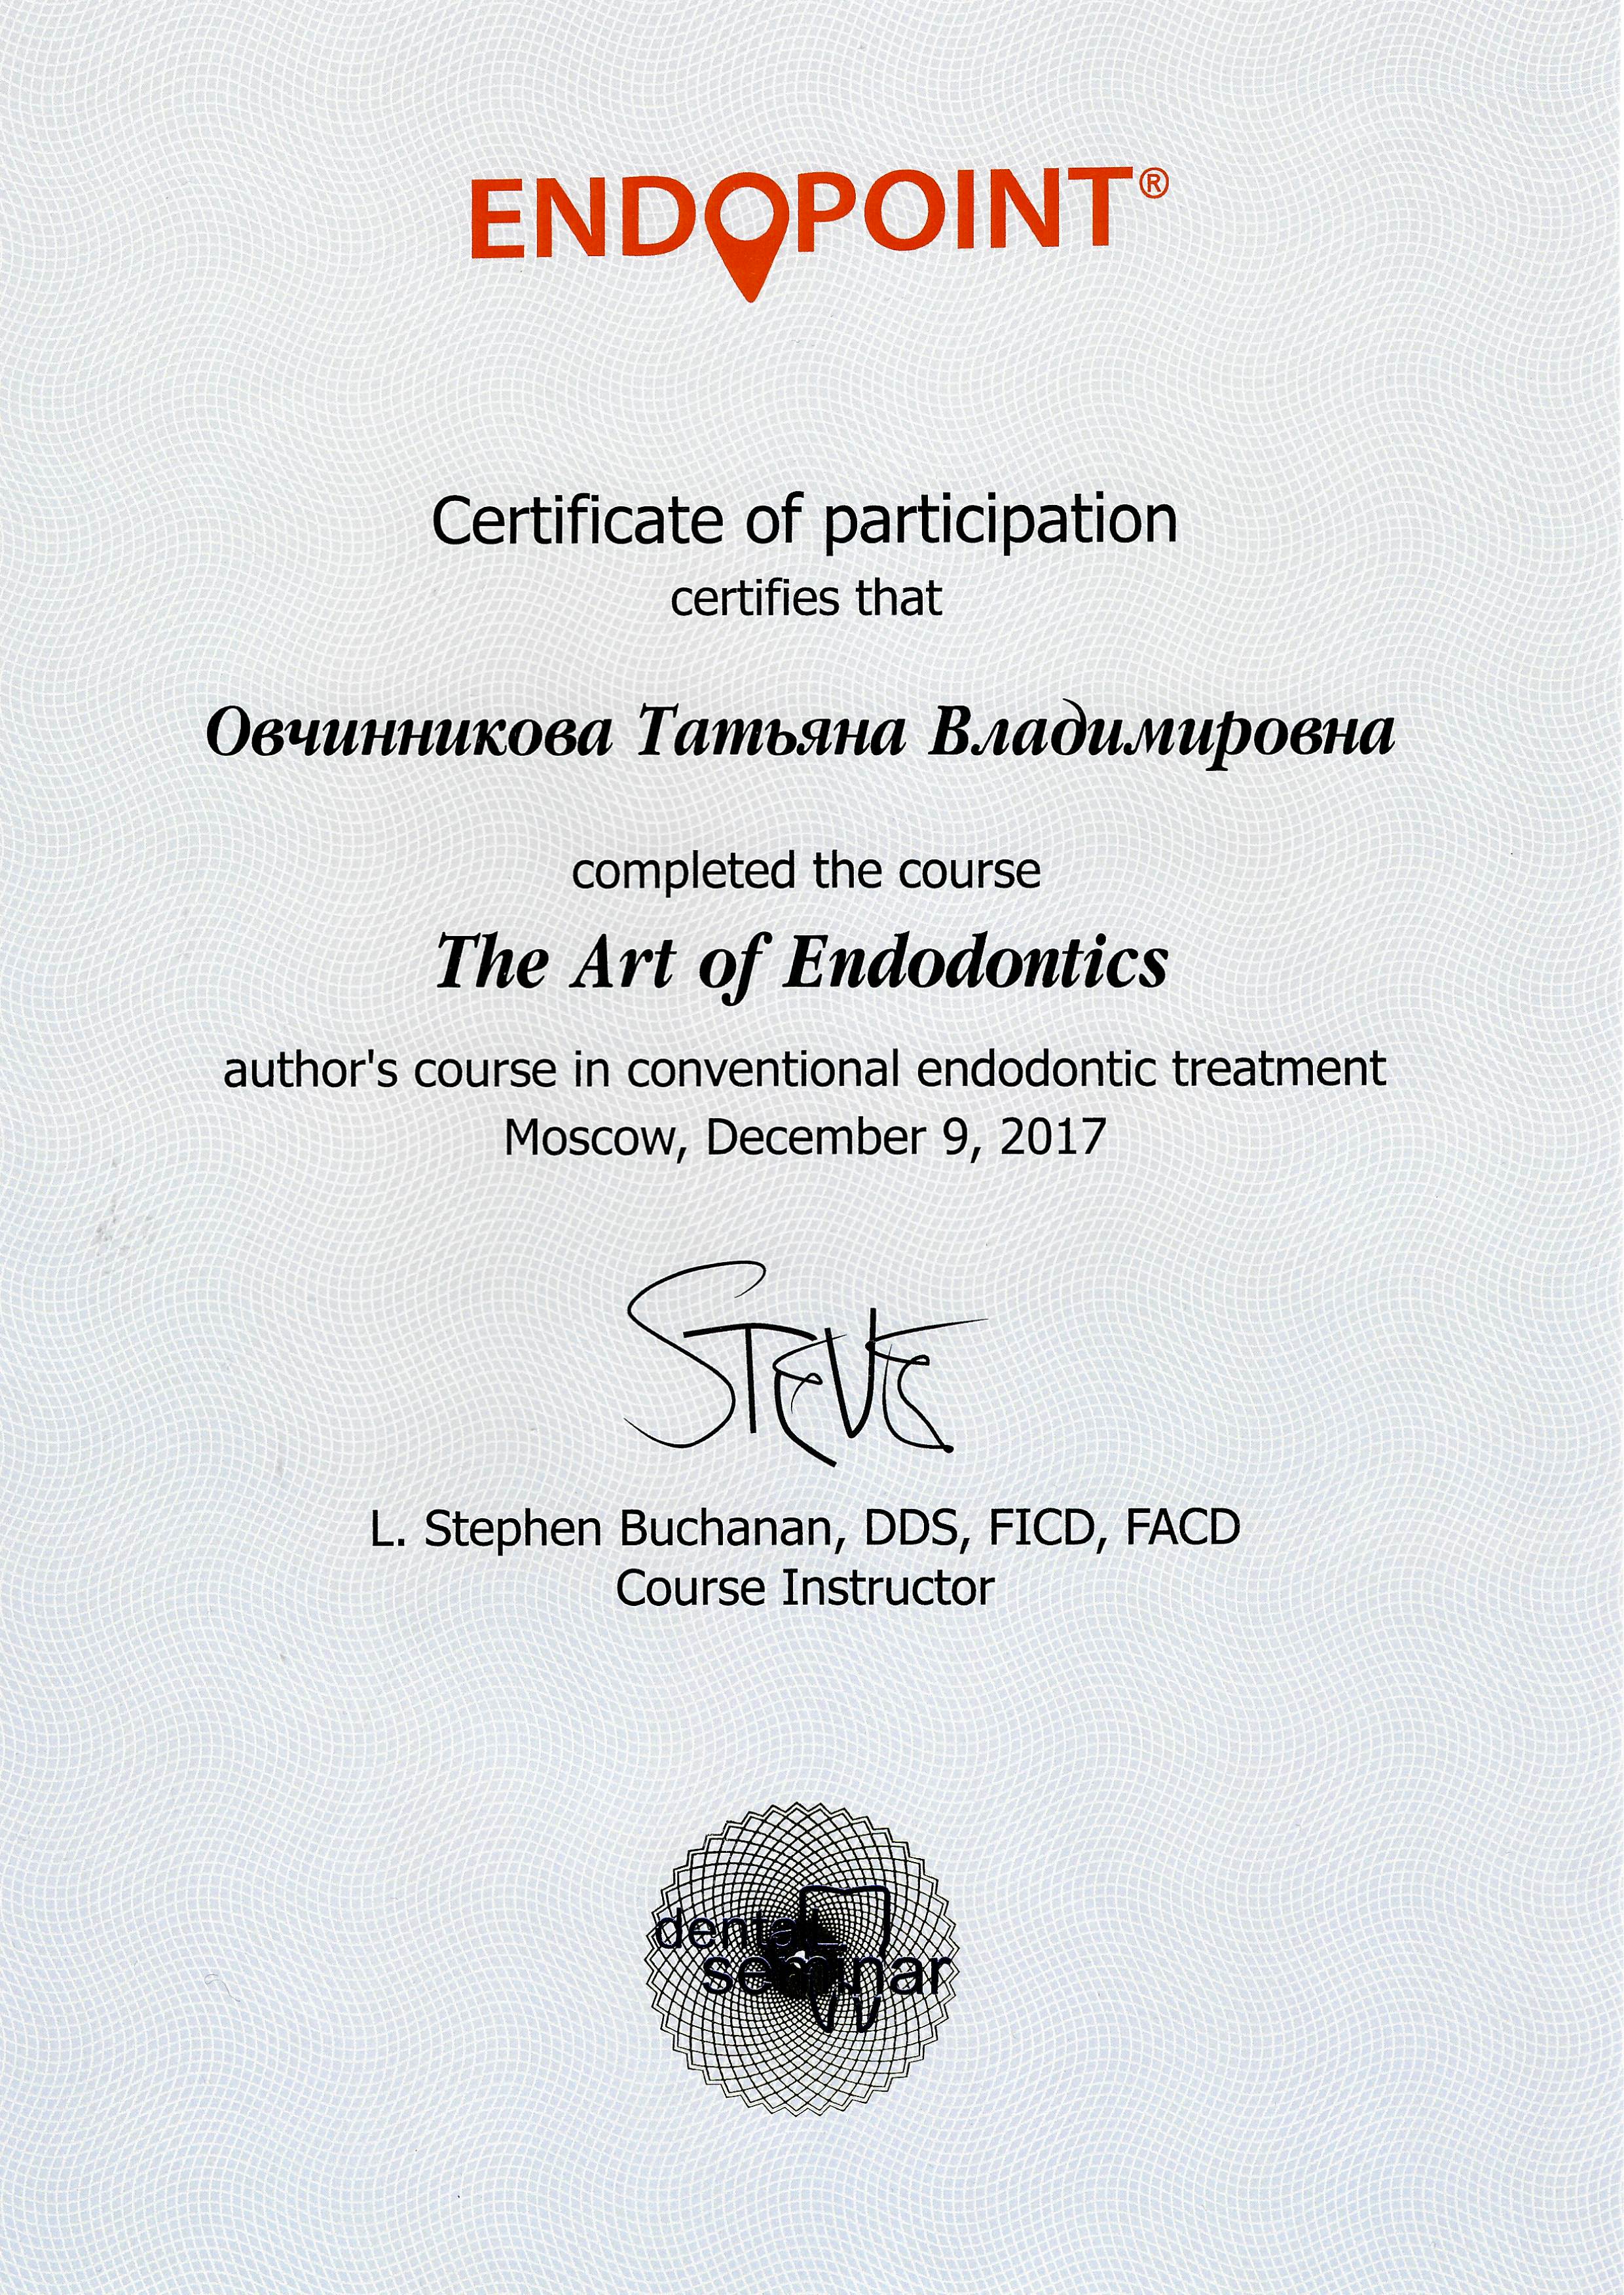 ENDOPOINT®
Certificate of participation
certifies that
Овчинникова Татьяна Владимировна
completed the course
The Art of Endodontics
author's course in conventional endodontic treatment
Moscow, December 9, 2017
STEVE
L. Stephen Buchanan, DDS, FICD, FACD
Course Instructor
dental
seminar